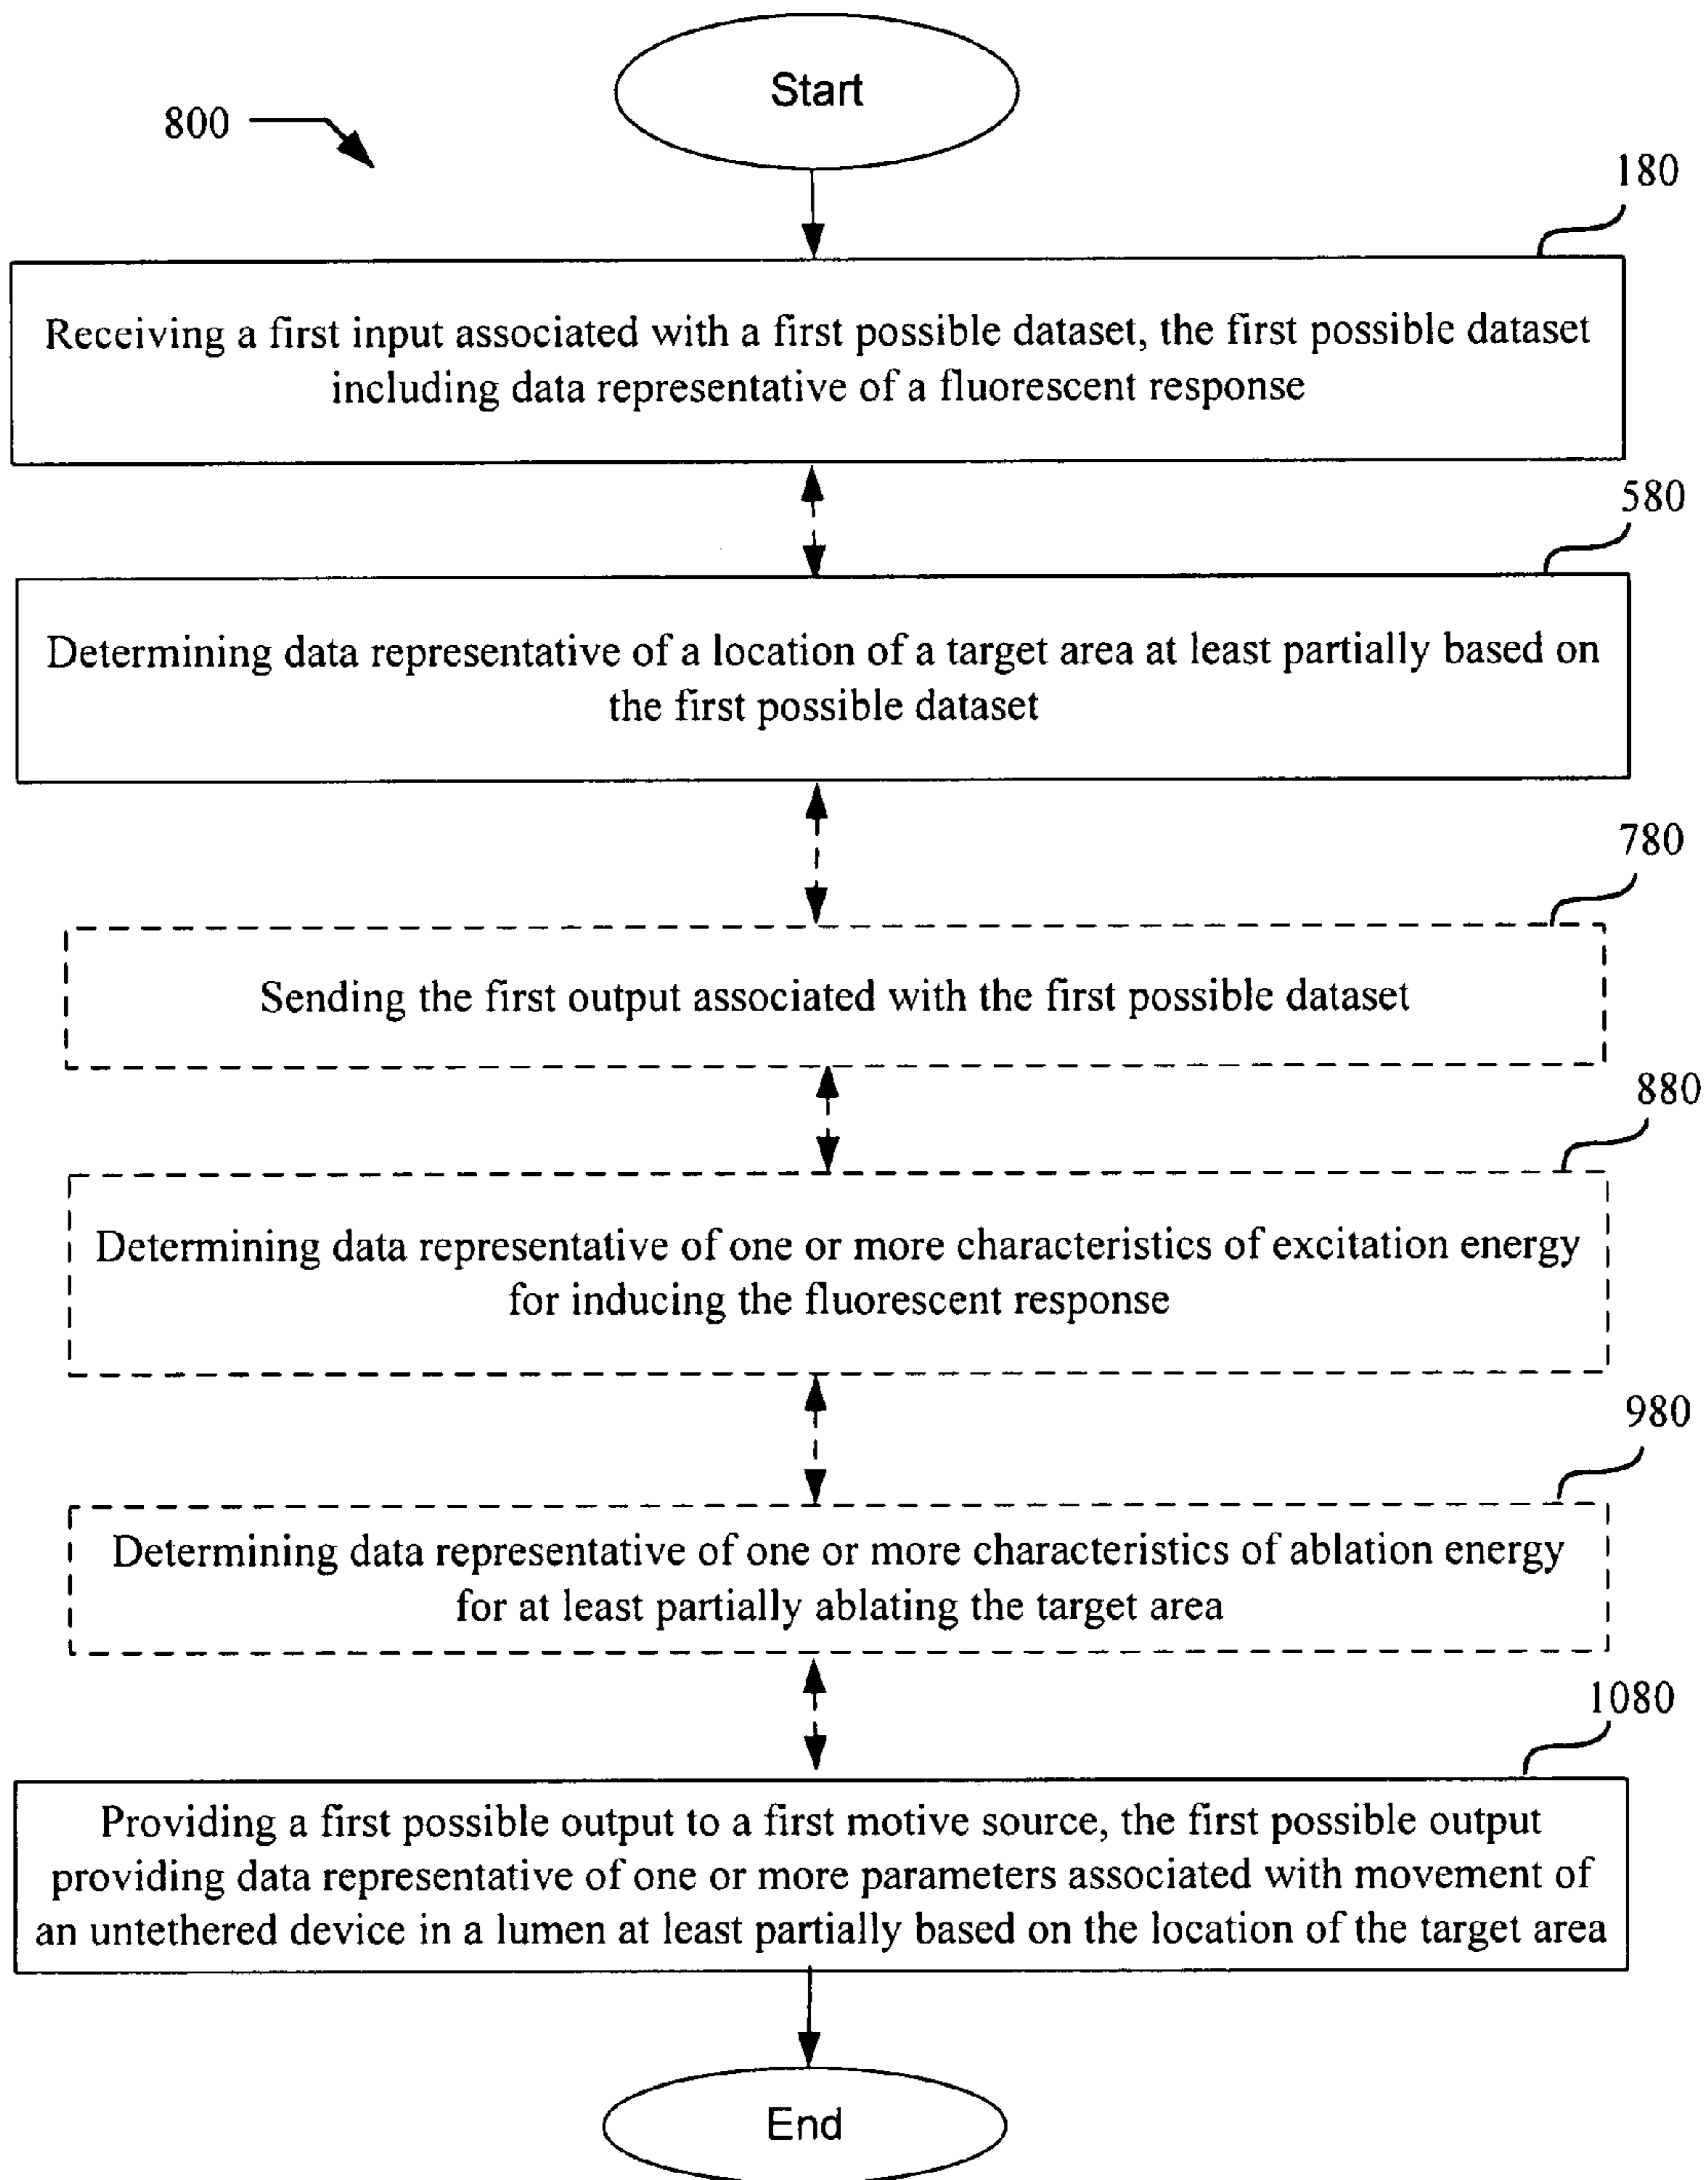 Start
800
180
Receiving a first input associated with a first possible dataset, the first possible dataset
including data representative of a fluorescent response
580
Determining data representative of a location of a target area at least partially based on
the first possible dataset
780
Sending the first output associated with the first possible dataset
880
Determining data representative of one or more characteristics of excitation energy
for inducing the fluorescent response
980
Determining data representative of one or more characteristics of ablation energy
for at least partially ablating the target area
1080
Providing a first possible output to a first motive source, the first possible output
providing data representative of one or more parameters associated with movement of
an untethered device in a lumen at least partially based on the location of the target area
End